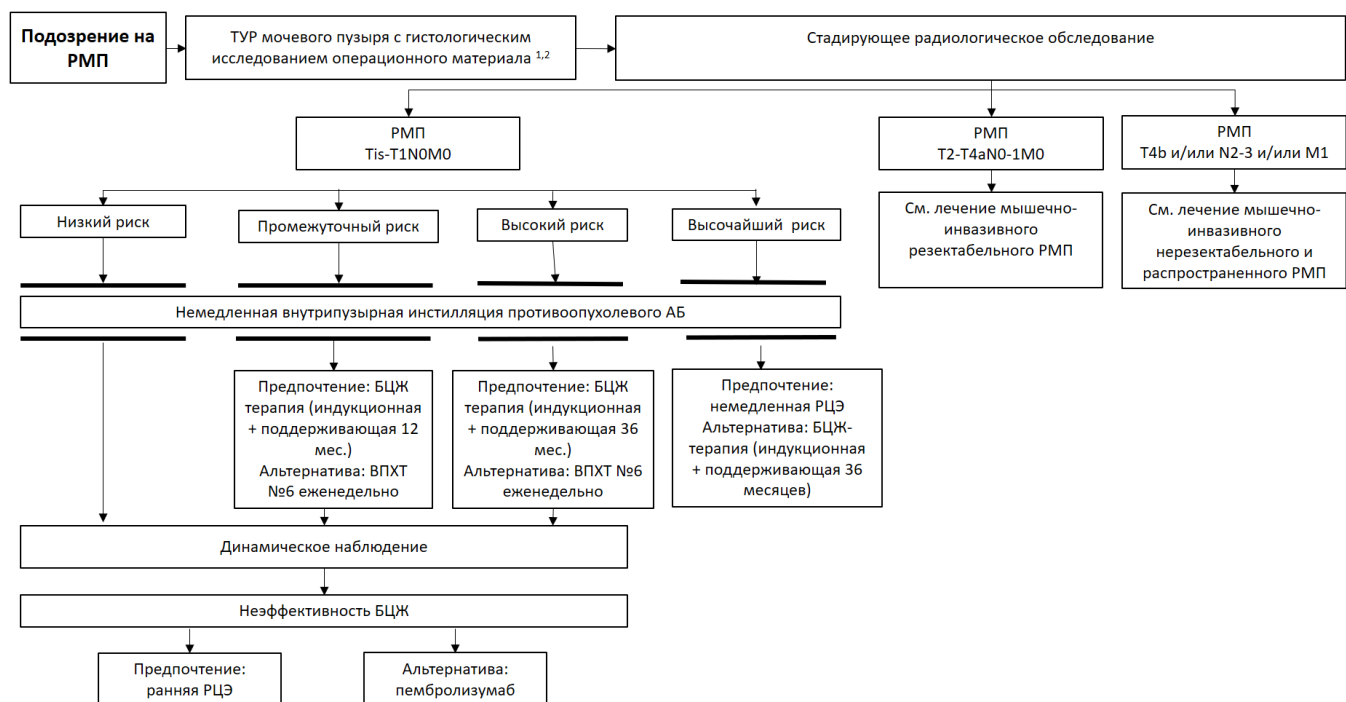 Подозрение на
РМП
ТУР мочевого пузыря с гистологическим
исследованием операционного материала 1,2
Стадирующее радиологическое обследование
РМП
Tis-T1N0M0
РМП
T2-T4aN0-1M0
РМП
T4b и/или N2-3 и/или M1
Низкий риск
Промежуточный риск
Высокий риск
Высочайший риск
См. лечение мышечно-
инвазивного
резектабельного РМП
См. лечение мышечно-
инвазивного
нерезектабельного и
распространенного РМП
Немедленная внутрипузырная инстилляция противоопухолевого АБ
Предпочтение: БЦЖ
терапия (индукционная
+ поддерживающая 12
мес.)
Альтернатива: ВПХТ
№6 еженедельно
Предпочтение: БЦЖ
терапия (индукционная
+ поддерживающая 36
мес.)
Альтернатива: ВПХТ №6
еженедельно
Предпочтение:
немедленная РЦЭ
Альтернатива: БЦЖ-
терапия (индукционная
+ поддерживающая 36
месяцев)
Динамическое наблюдение
Неэффективность БЦЖ
Предпочтение:
ранняя РЦЭ
Альтернатива:
пембролизумаб